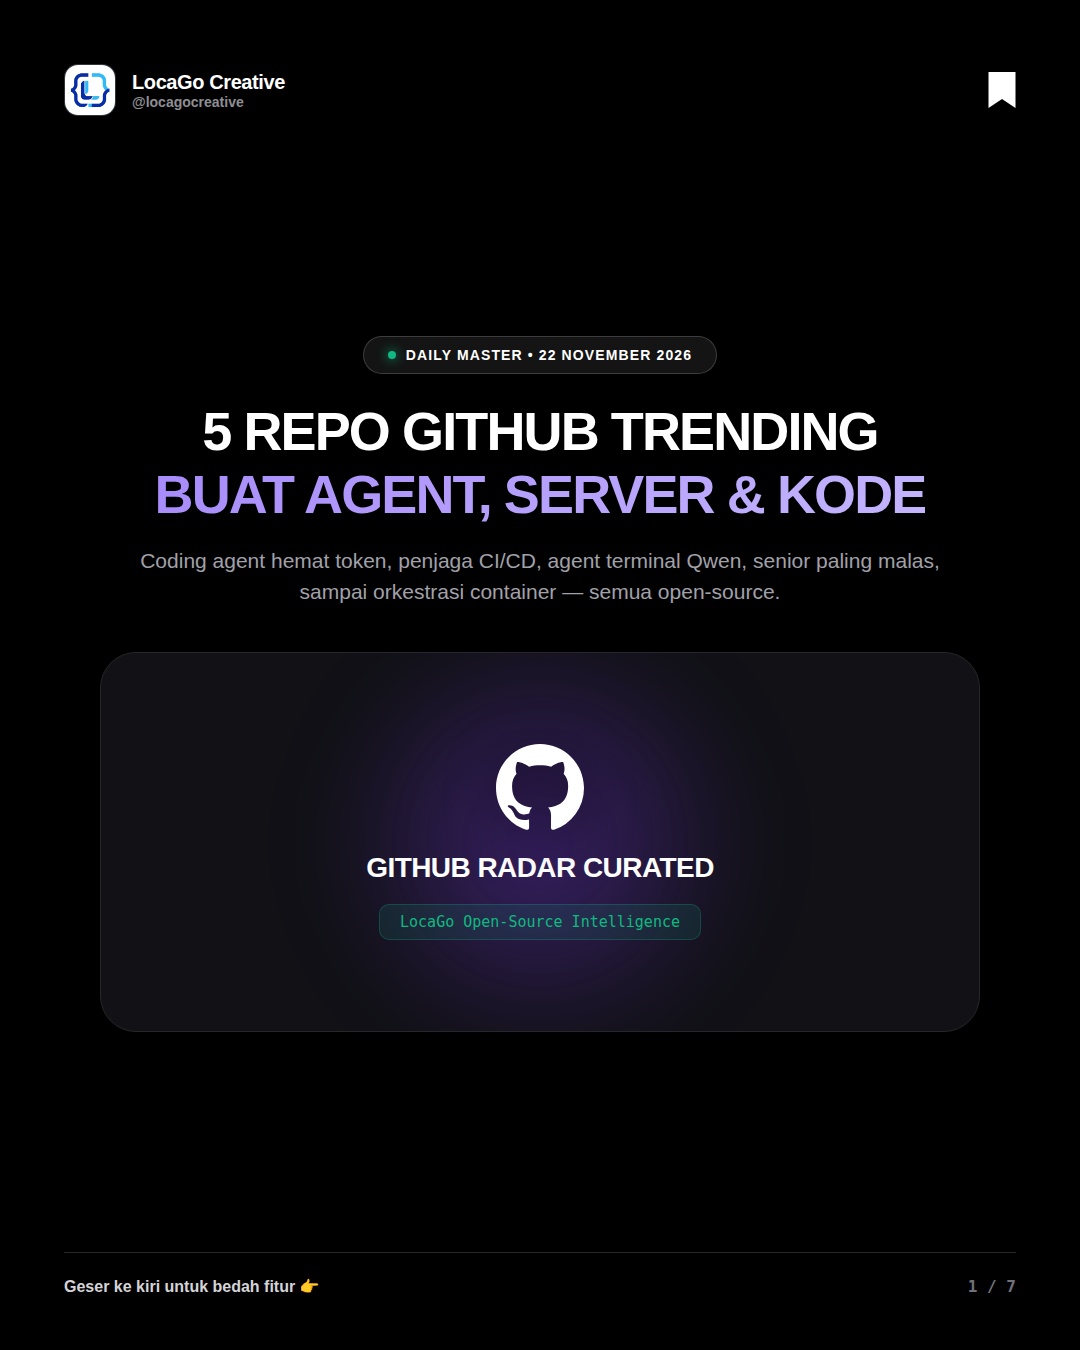 LocaGo Creative
@locagocreative
DAILY MASTER • 22 NOVEMBER 2026
5 REPO GITHUB TRENDING
BUAT AGENT, SERVER & KODE
Coding agent hemat token, penjaga CI/CD, agent terminal Qwen, senior paling malas,
sampai orkestrasi container — semua open-source.
GITHUB RADAR CURATED
LocaGo Open-Source Intelligence
Geser ke kiri untuk bedah fitur 👉
1 / 7